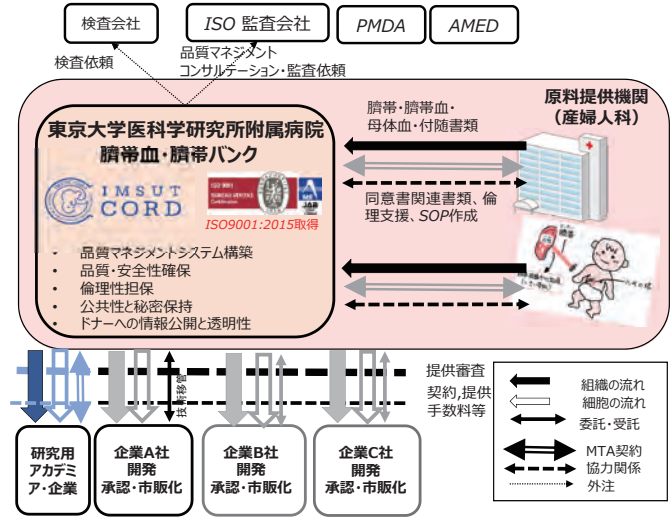 検査会社
ISO 監査会社
PMDA
AMED
検査依頼
品質マネジメント
コンサルテーション・監査依頼
東京大学医科学研究所附属病院
臍帯血・臍帯バンク
IMSUT
CORD
ISO 9001
BUREAU VERITAS
Certification
JAB
ISO9001:2015取得
• 品質マネジメントシステム構築
• 品質・安全性確保
• 倫理性担保
• 公共性と秘密保持
• ドナーへの情報公開と透明性
臍帯・臍帯血・
母体血・付随書類
同意書関連書類、倫
理支援、SOP作成
原料提供機関
(産婦人科)
提供審査
契約,提供
手数料等
技術移管
研究用
アカデミ
ア・企業
企業A社
開発
承認・市販化
企業B社
開発
承認・市販化
企業C社
開発
承認・市販化
組織の流れ
細胞の流れ
委託・受託
MTA契約
協力関係
外注